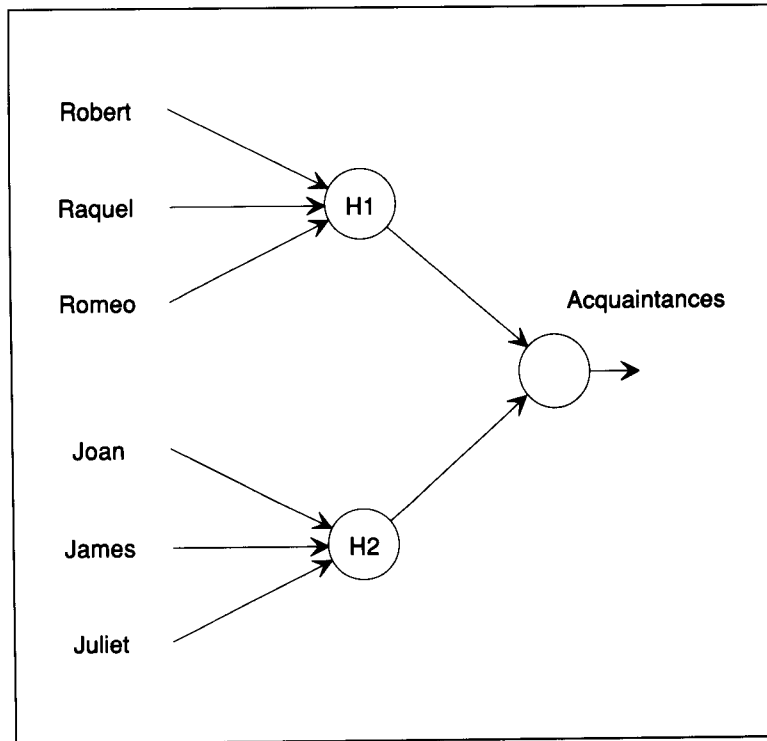 Robert
Raquel
H1
Romeo
Acquaintances
Joan
James
H2
Juliet